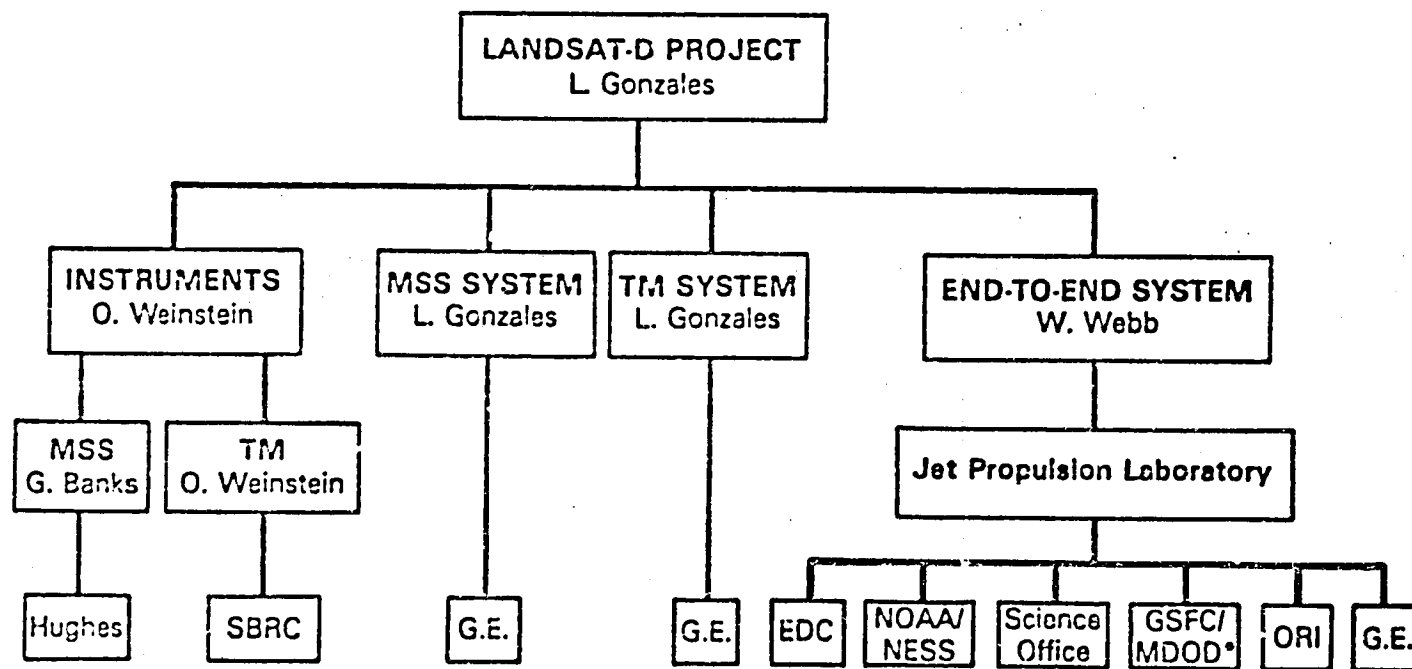 LANDSAT-D PROJECT
L. Gonzales
INSTRUMENTS
O. Weinstein
MSS SYSTEM
L. Gonzales
TM SYSTEM
L. Gonzales
END-TO-END SYSTEM
W. Webb
MSS
G. Banks
TM
O. Weinstein
Jet Propulsion Laboratory
Hughes
SBRC
G.E.
G.E.
EDC
NOAA/
NESS
Science
Office
GSFC/
MDOD*
ORI
G.E.